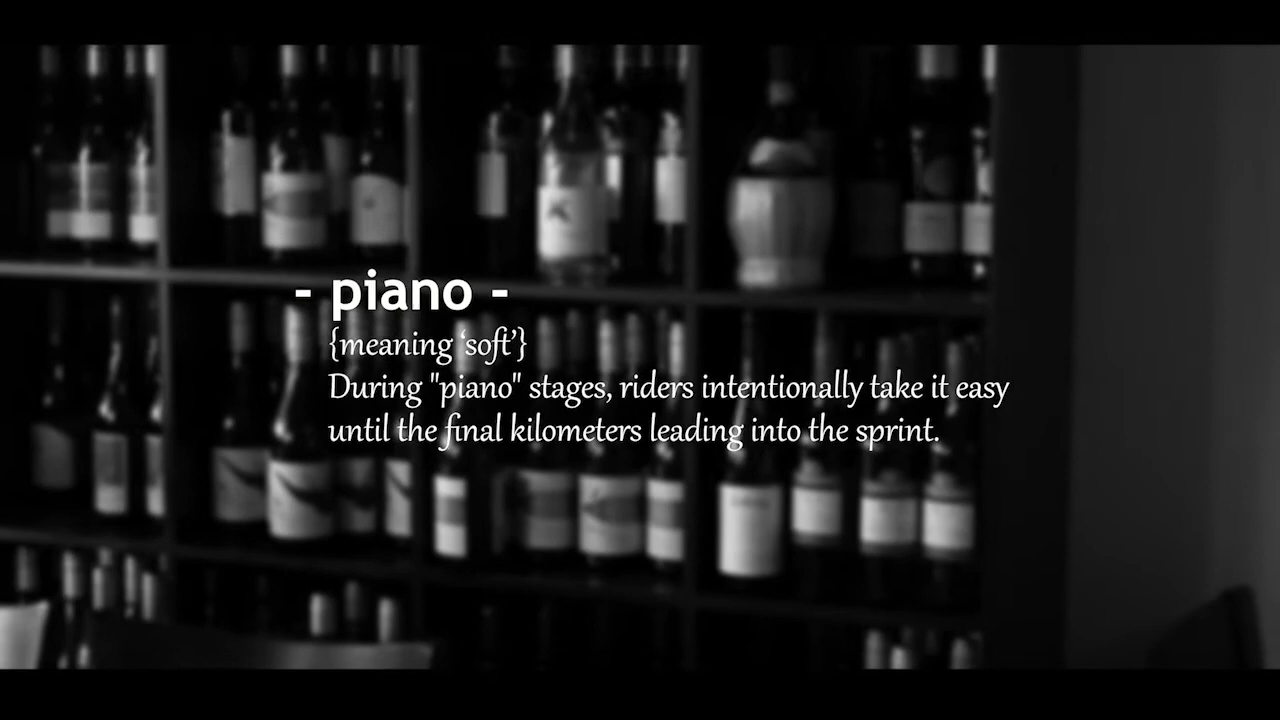 - piano -
{meaning ‘soft’}
During "piano" stages, riders intentionally take it easy
until the final kilometers leading into the sprint.